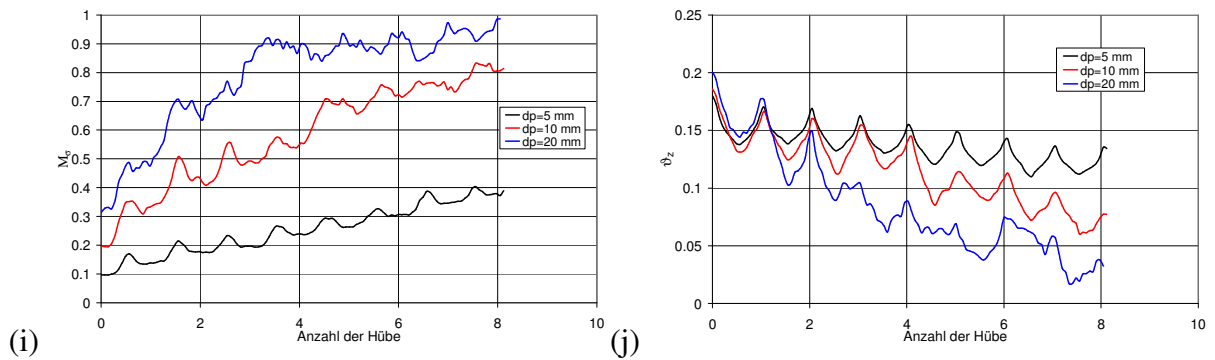 1
0.9
0.8
0.7
0.6
0.5
0.4
0.3
0.2
0.1
0
0 2 4 6 8 10
M_σ
Anzahl der Hübe
dp=5 mm
dp=10 mm
dp=20 mm
(i)
0.25
0.2
0.15
0.1
0.05
0
0 2 4 6 8 10
ϑ_z
Anzahl der Hübe
dp=5 mm
dp=10 mm
dp=20 mm
(j)